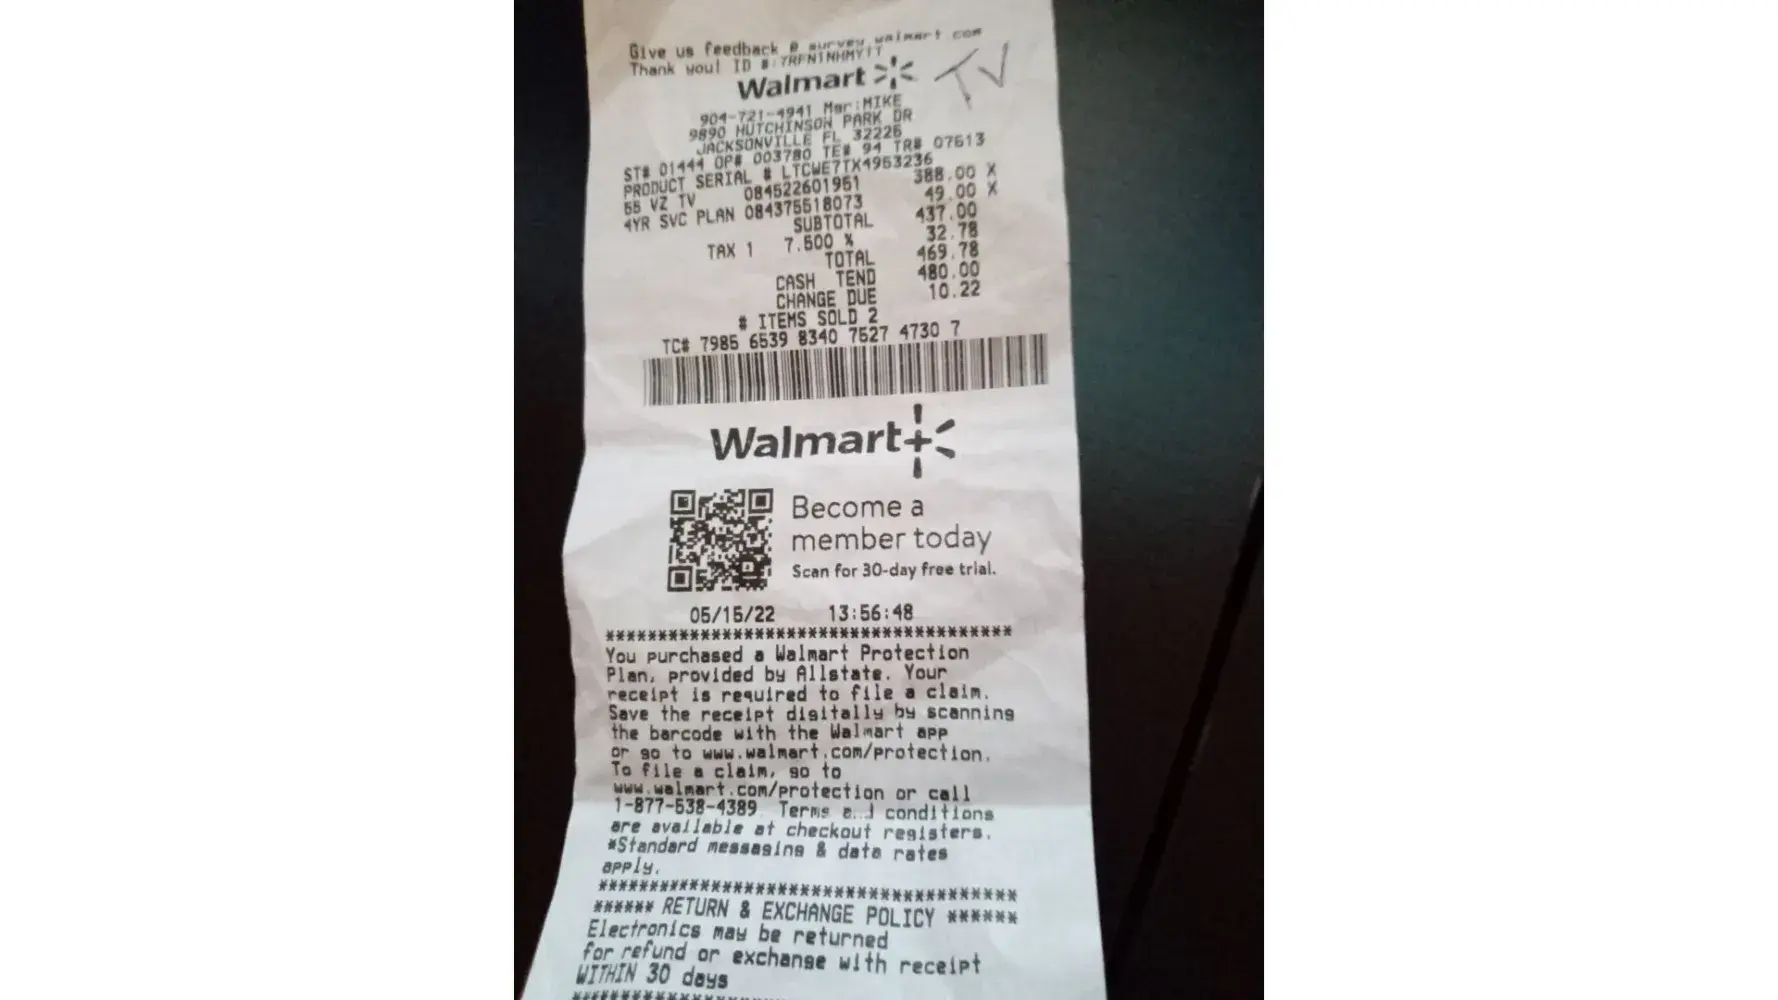 Give us feedback @ survey.walmart.com
Thank you! ID #:7RFN1NHMYTT
Walmart
TV
904-721-4941 Mgr:MIKE
9890 HUTCHINSON PARK DR
JACKSONVILLE FL 32225
ST# 01444 OP# 003780 TE# 94 TR# 07613
PRODUCT SERIAL # LTCWE7TX4953236
55 VZ TV 084522601951 388.00 X
4YR SVC PLAN 084375518073 49.00 X
SUBTOTAL 437.00
TAX 1 7.500 % 32.78
TOTAL 469.78
CASH TEND 480.00
CHANGE DUE 10.22
# ITEMS SOLD 2
TC# 7985 6539 8340 7527 4730 7
Walmart+
Become a
member today
Scan for 30-day free trial.
05/15/22 13:56:48
***************************************
You purchased a Walmart Protection
Plan, provided by Allstate. Your
receipt is required to file a claim.
Save the receipt digitally by scanning
the barcode with the Walmart app
or go to www.walmart.com/protection.
To file a claim, go to
www.walmart.com/protection or call
1-877-538-4389. Terms and conditions
are available at checkout registers.
*Standard messaging & data rates
apply.
***************************************
****** RETURN & EXCHANGE POLICY ******
Electronics may be returned
for refund or exchange with receipt
WITHIN 30 days